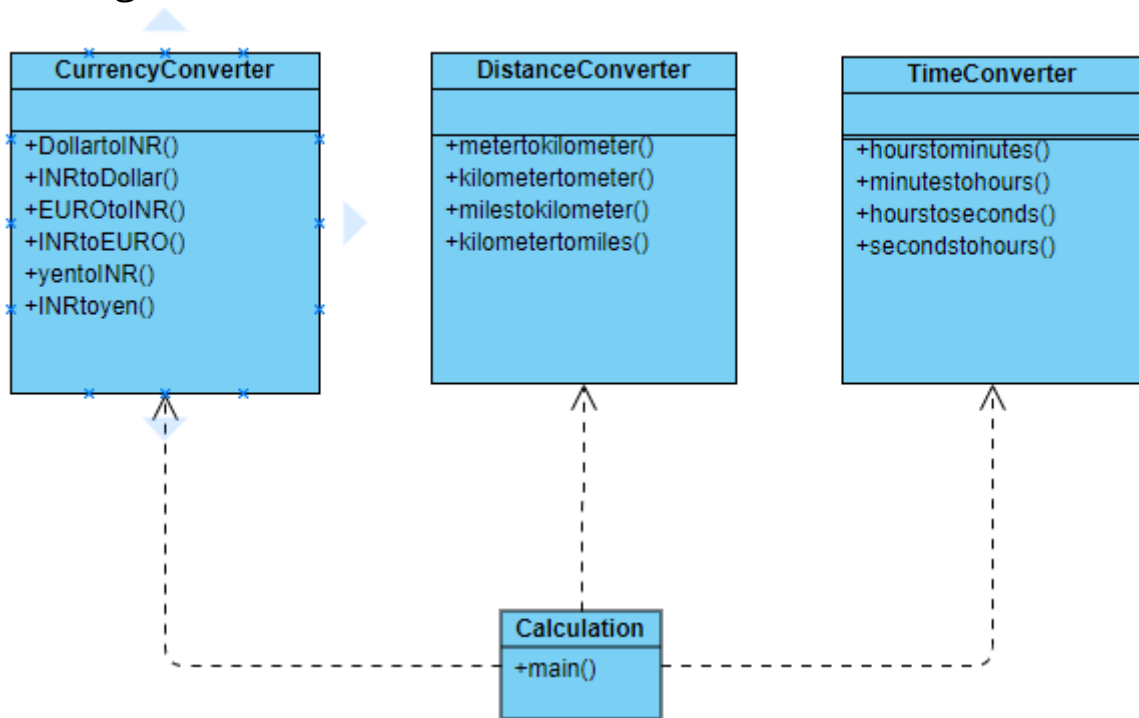 CurrencyConverter
+DollartoINR()
+INRtoDollar()
+EUROtoINR()
+INRtoEURO()
+yentoINR()
+INRtoyen()
DistanceConverter
+metertokilometer()
+kilometertometer()
+milestokilometer()
+kilometertomiles()
TimeConverter
+hourstominutes()
+minutestohours()
+hourstoseconds()
+secondstohours()
Calculation
+main()